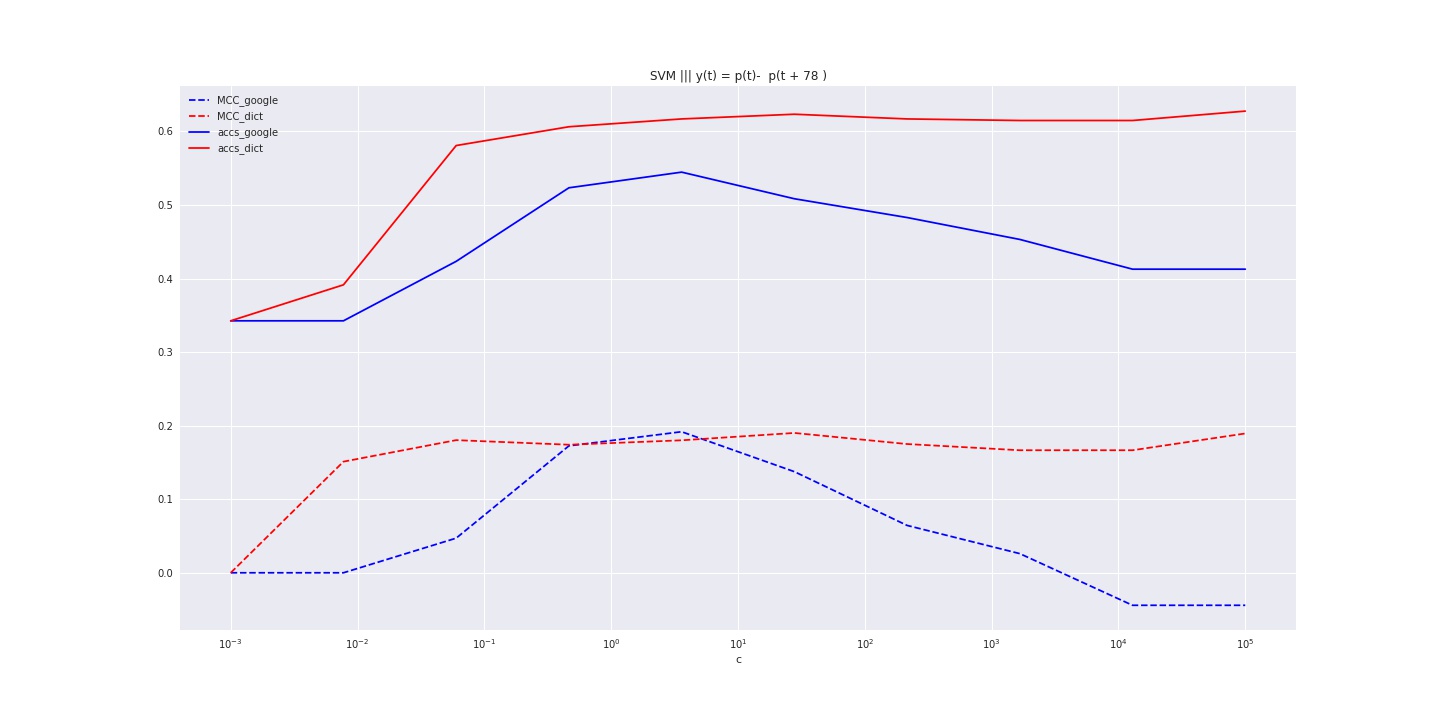 SVM ||| y(t) = p(t)-  p(t + 78 )
MCC_google
MCC_dict
accs_google
accs_dict
0.6
0.5
0.4
0.3
0.2
0.1
0.0
10⁻³ 10⁻² 10⁻¹ 10⁰ 10¹ 10² 10³ 10⁴ 10⁵
c